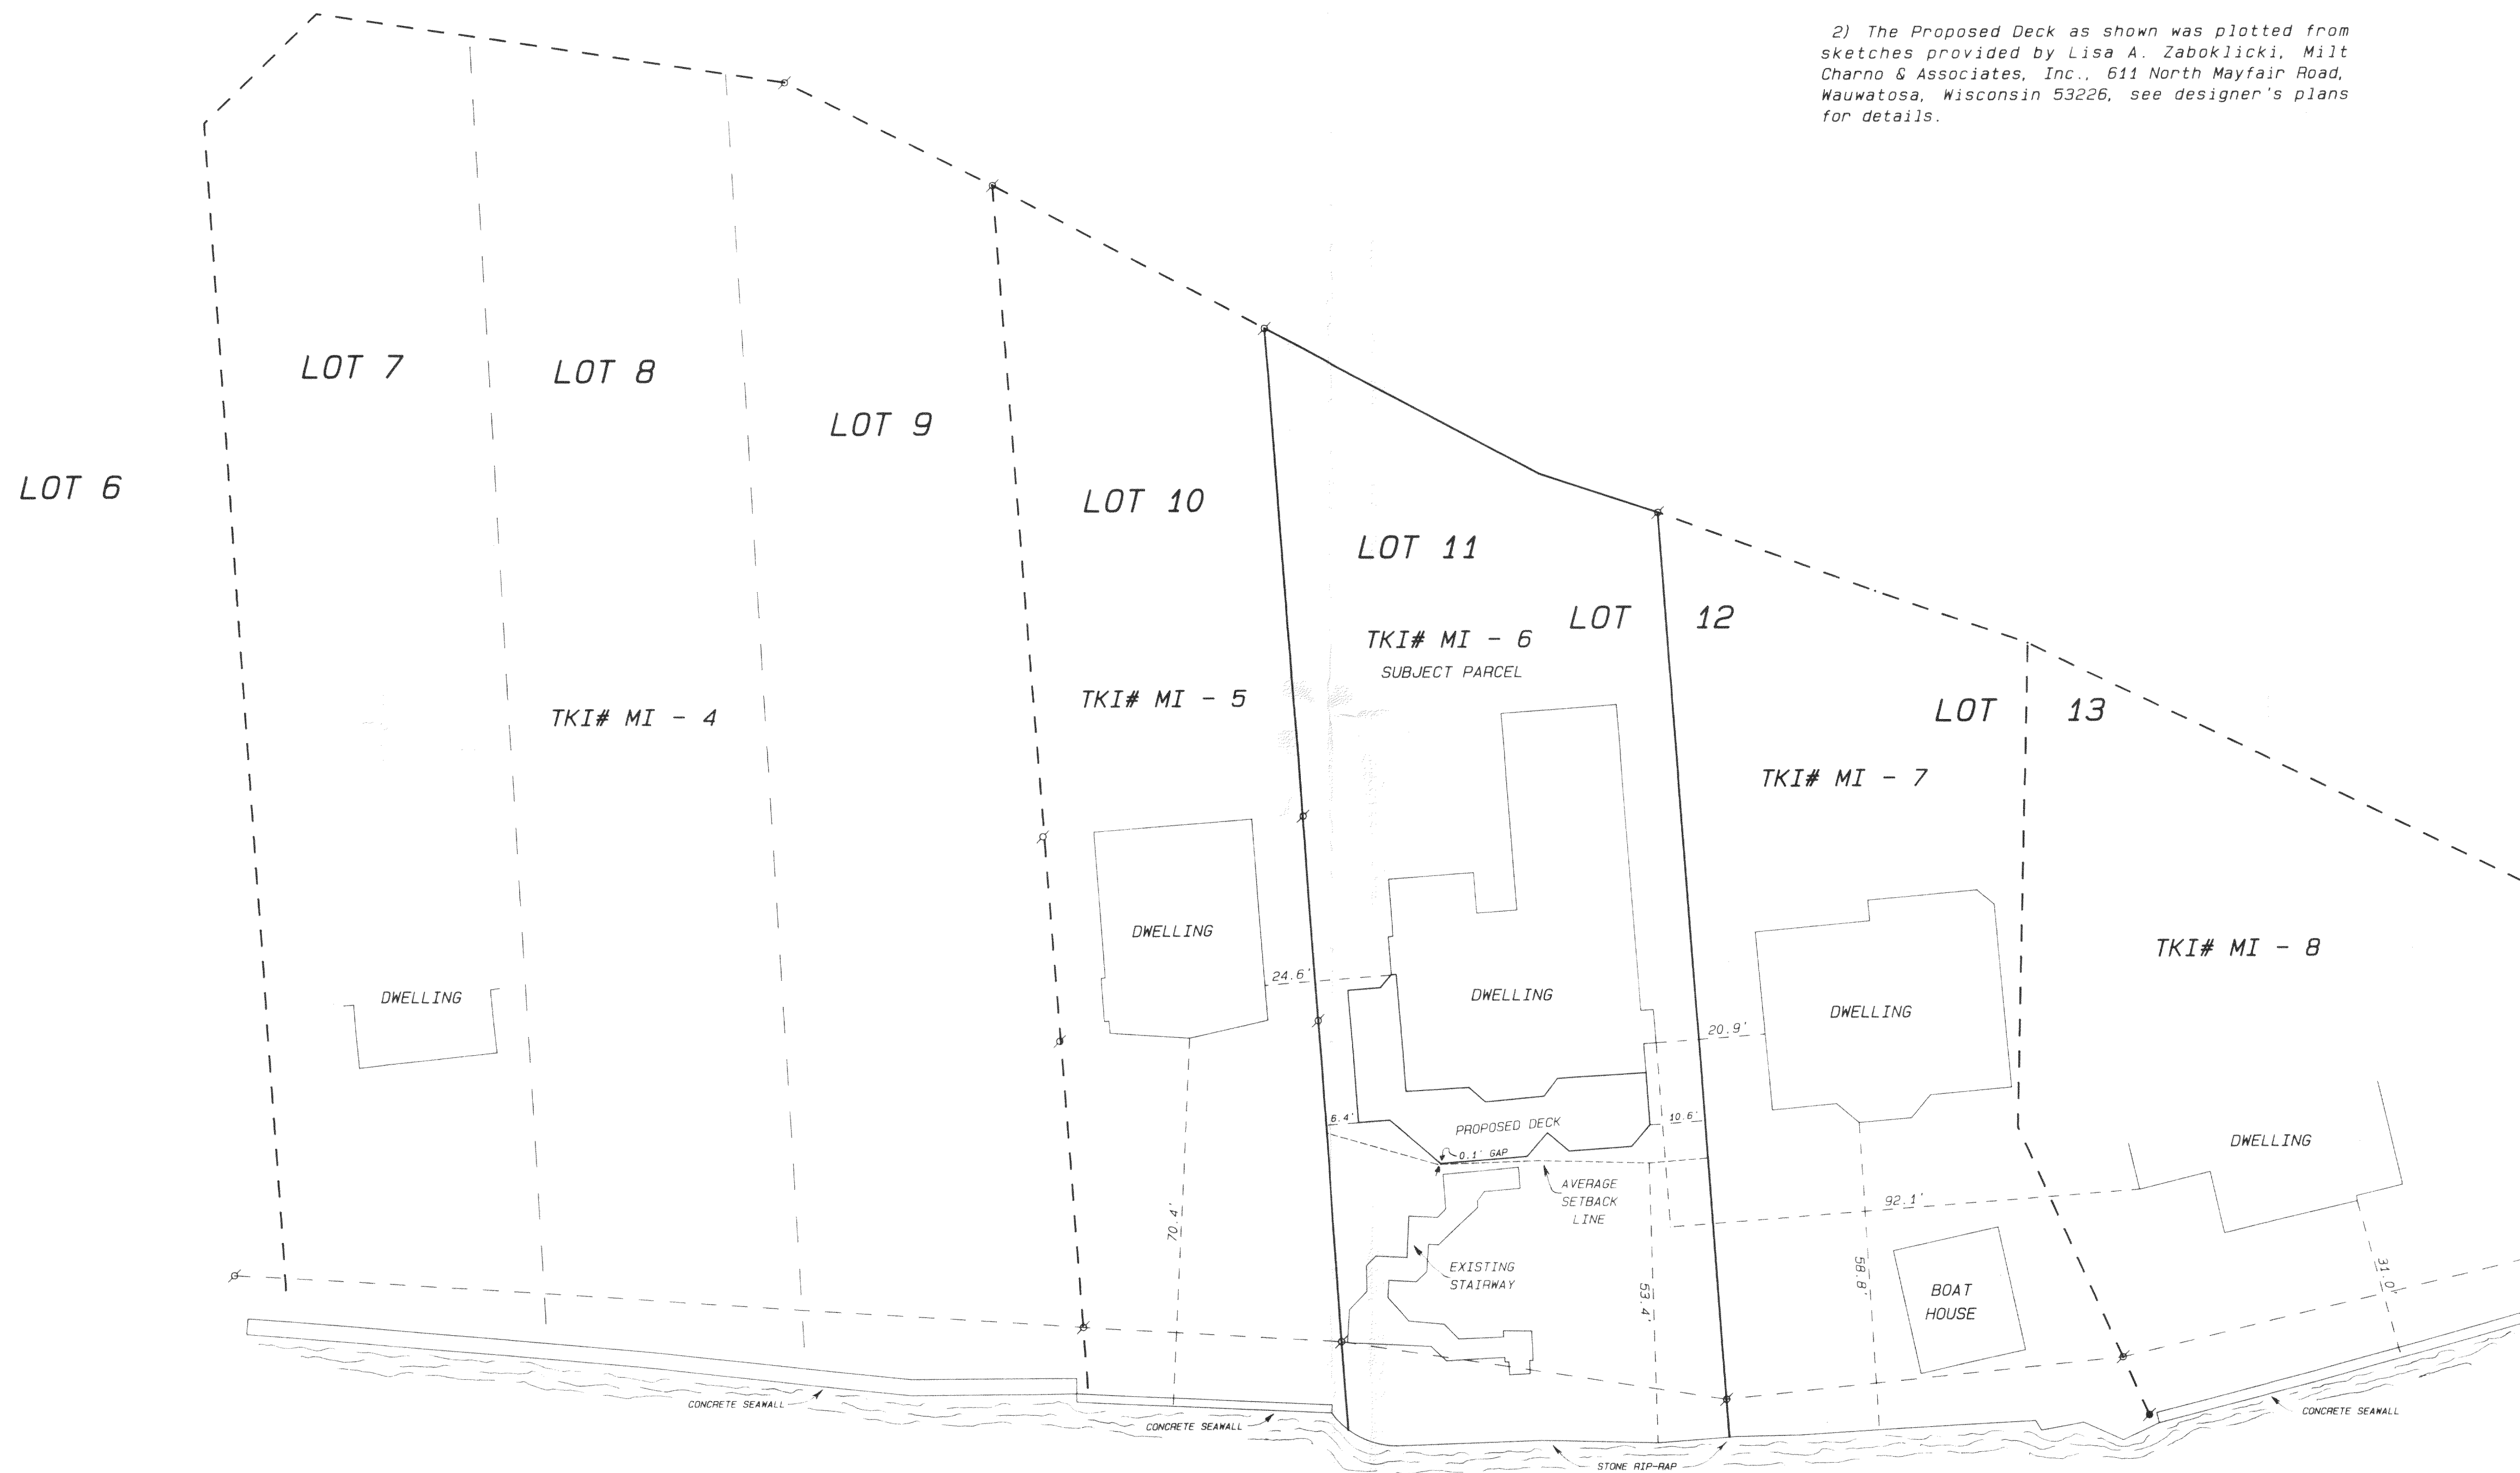 2) The Proposed Deck as shown was plotted from
sketches provided by Lisa A. Zaboklicki, Milt
Charno & Associates, Inc., 611 North Mayfair Road,
Wauwatosa, Wisconsin 53226, see designer's plans
for details.
LOT 6
LOT 7
LOT 8
LOT 9
LOT 10
LOT 11
LOT 12
LOT 13
TKI# MI - 4
TKI# MI - 5
TKI# MI - 6
SUBJECT PARCEL
TKI# MI - 7
TKI# MI - 8
DWELLING
DWELLING
DWELLING
DWELLING
DWELLING
24.6'
20.9'
6.4'
10.6'
PROPOSED DECK
0.1' GAP
AVERAGE
SETBACK
LINE
EXISTING
STAIRWAY
70.4'
53.4'
58.8'
92.1'
31.0'
BOAT
HOUSE
CONCRETE SEAWALL
CONCRETE SEAWALL
STONE RIP-RAP
CONCRETE SEAWALL